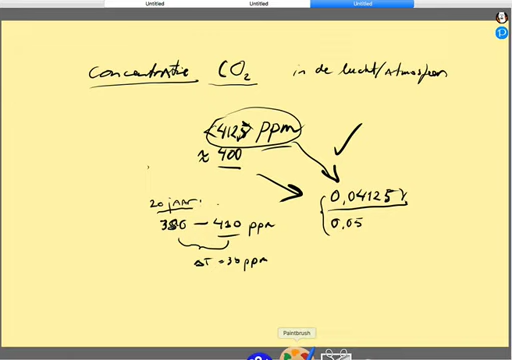 Untitled Untitled Untitled
concentratie CO2 in de lucht/Atmosfeer
412,5 ppm
≈ 400
20 jaar
380 — 410 ppm
ΔT = 30 ppm
0,04125 %
0,05
Paintbrush